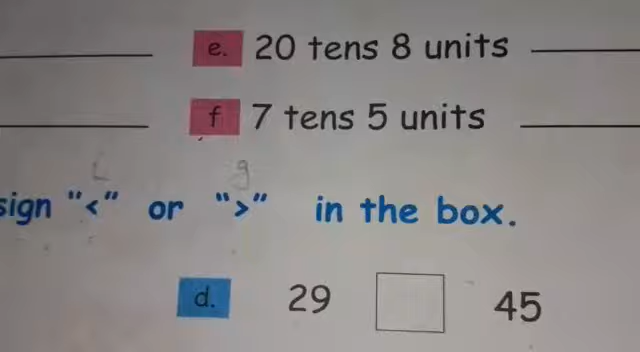 e. 20 tens 8 units
f 7 tens 5 units
L g
sign "<" or ">" in the box.
d. 29 45